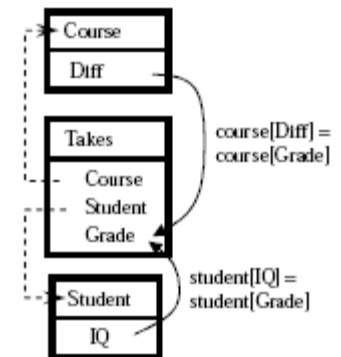 Course
Diff
course[Diff] =
course[Grade]
Takes
Course
Student
Grade
student[IQ] =
student[Grade]
Student
IQ